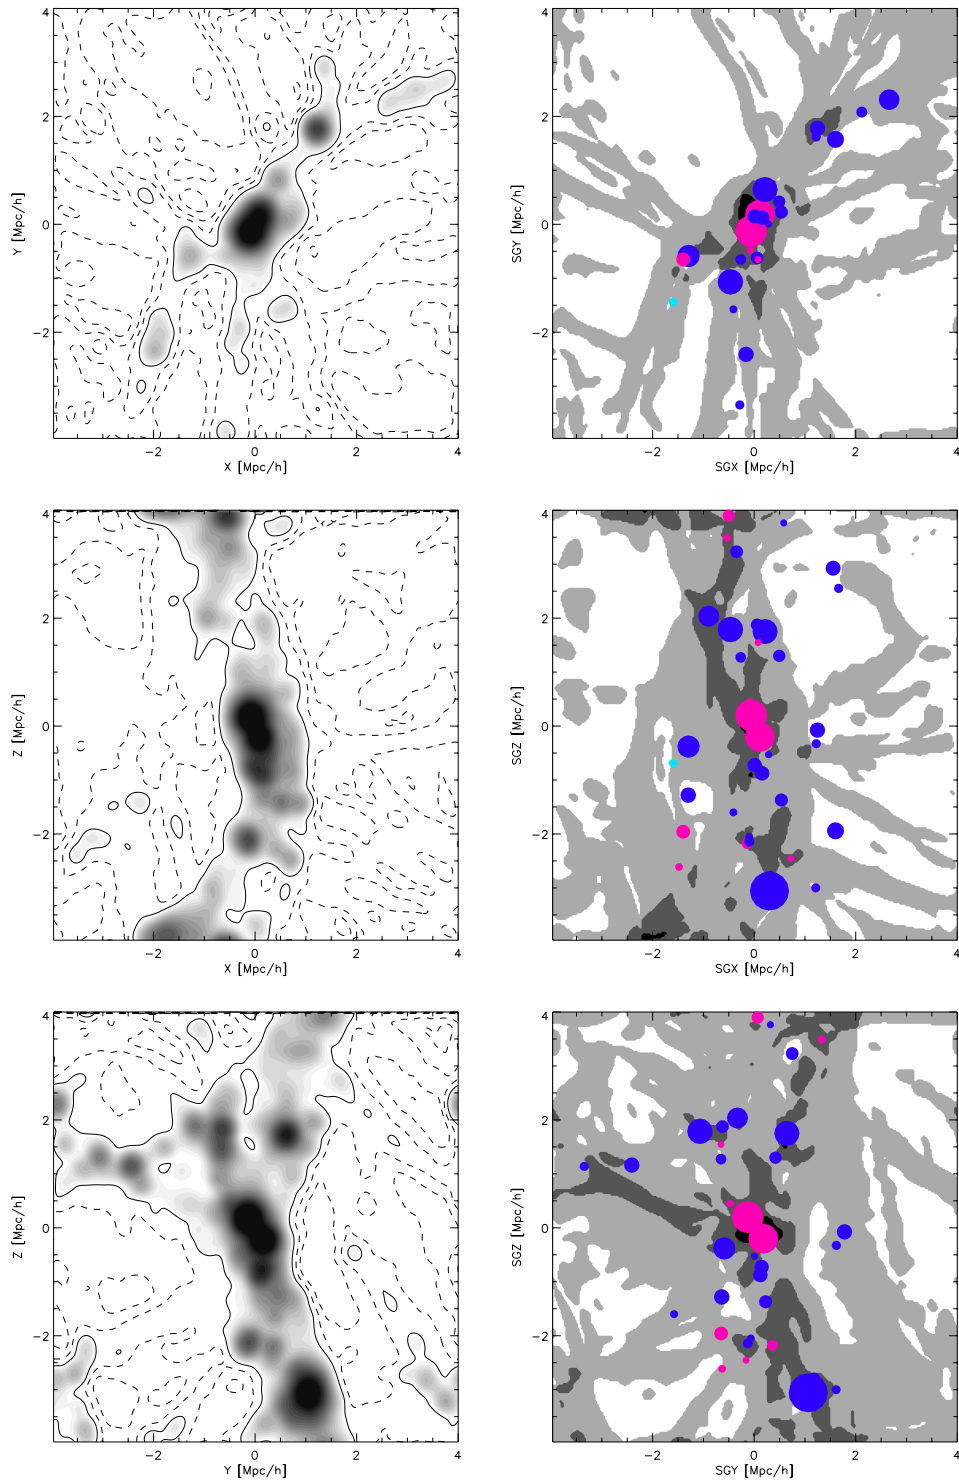 4
2
0
-2
Y [Mpc/h]
-2 0 2 4
X [Mpc/h]
4
2
0
-2
SGY [Mpc/h]
-2 0 2 4
SGX [Mpc/h]
4
2
0
-2
Z [Mpc/h]
-2 0 2 4
X [Mpc/h]
4
2
0
-2
SGZ [Mpc/h]
-2 0 2 4
SGX [Mpc/h]
4
2
0
-2
Z [Mpc/h]
-2 0 2 4
Y [Mpc/h]
4
2
0
-2
SGZ [Mpc/h]
-2 0 2 4
SGY [Mpc/h]